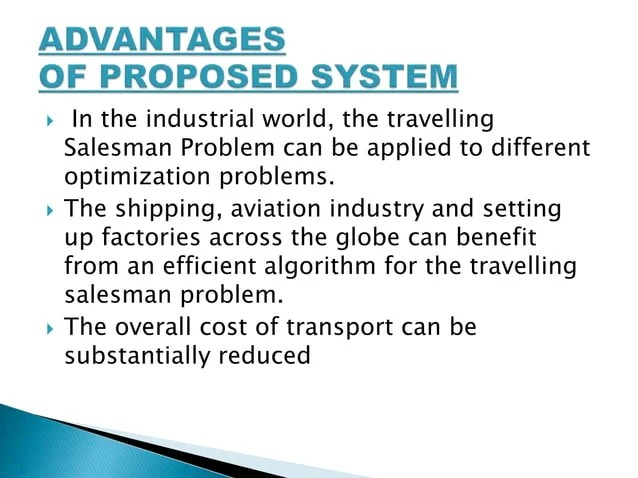 ADVANTAGES
OF PROPOSED SYSTEM
In the industrial world, the travelling
Salesman Problem can be applied to different
optimization problems.
The shipping, aviation industry and setting
up factories across the globe can benefit
from an efficient algorithm for the travelling
salesman problem.
The overall cost of transport can be
substantially reduced